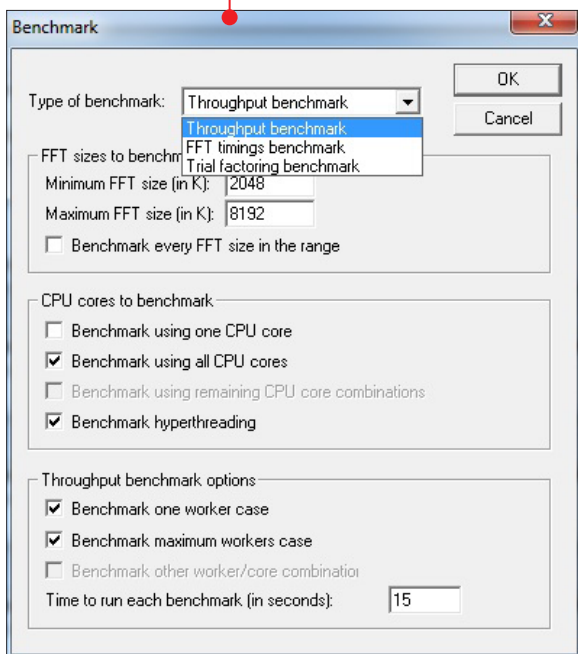 Benchmark
OK
Type of benchmark: Throughput benchmark
Cancel
Throughput benchmark
FFT timings benchmark
Trial factoring benchmark
FFT sizes to benchm
Minimum FFT size (in K): 2048
Maximum FFT size (in K): 8192
Benchmark every FFT size in the range
CPU cores to benchmark
Benchmark using one CPU core
Benchmark using all CPU cores
Benchmark using remaining CPU core combinations
Benchmark hyperthreading
Throughput benchmark options
Benchmark one worker case
Benchmark maximum workers case
Benchmark other worker/core combinatior
Time to run each benchmark (in seconds): 15